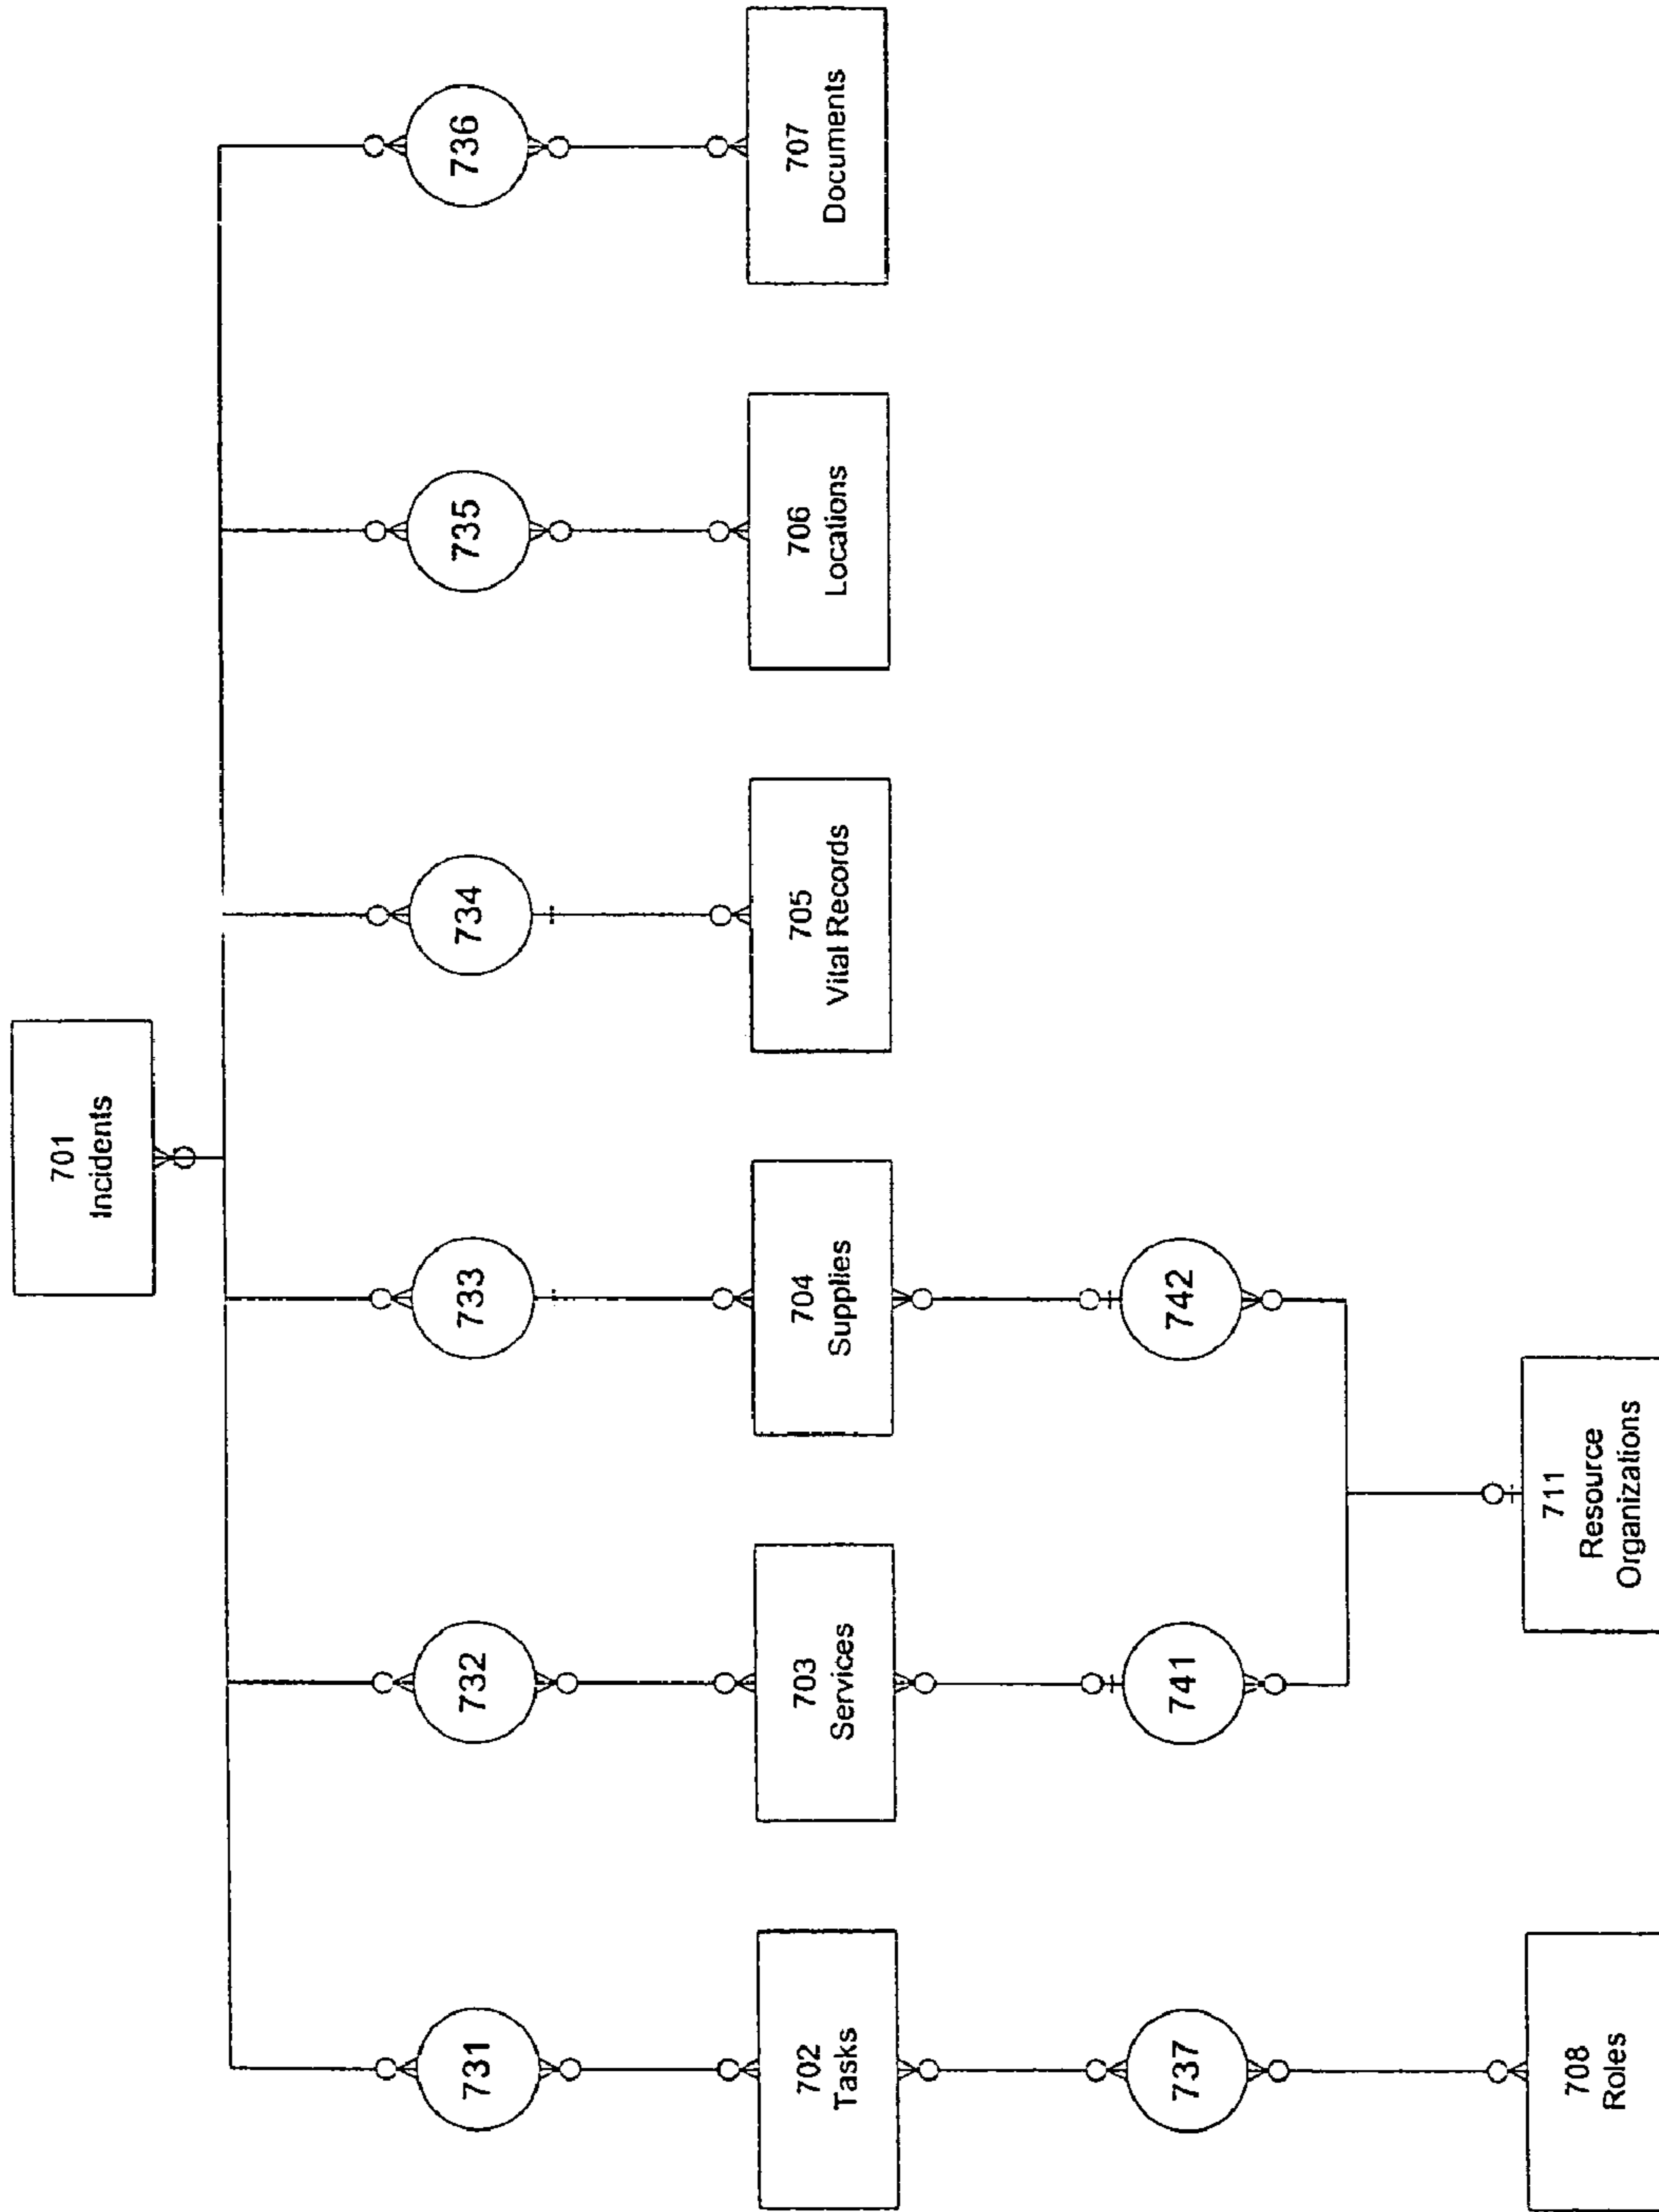 701
Incidents
731
732
733
734
735
736
702
Tasks
703
Services
704
Supplies
705
Vital Records
706
Locations
707
Documents
737
741
742
708
Roles
711
Resource
Organizations